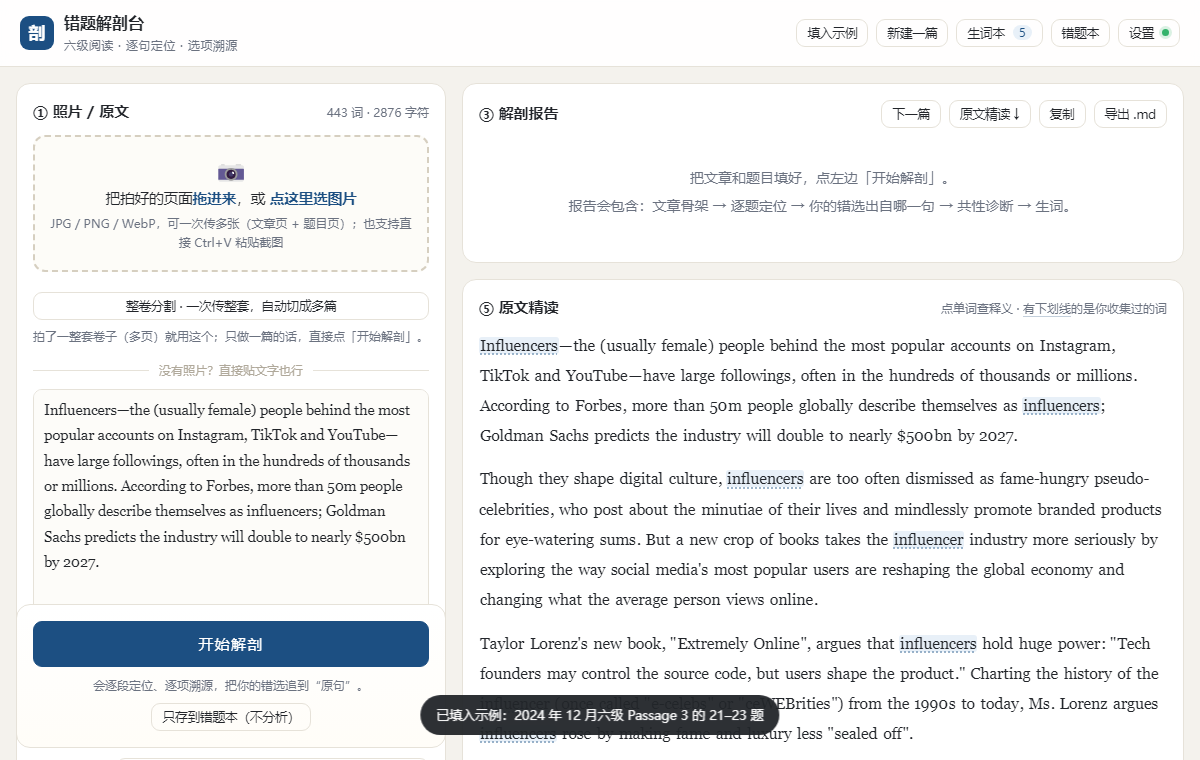 剖
错题解剖台
六级阅读 · 逐句定位 · 选项溯源
填入示例
新建一篇
生词本 5
错题本
设置
① 照片 / 原文
443 词 · 2876 字符
把拍好的页面拖进来，或 点这里选图片
JPG / PNG / WebP，可一次传多张（文章页 + 题目页）；也支持直
接 Ctrl+V 粘贴截图
整卷分割 · 一次传整套，自动切成多篇
拍了一整套卷子（多页）就用这个；只做一篇的话，直接点「开始解剖」。
没有照片？直接贴文字也行
Influencers—the (usually female) people behind the most
popular accounts on Instagram, TikTok and YouTube—
have large followings, often in the hundreds of thousands
or millions. According to Forbes, more than 50m people
globally describe themselves as influencers; Goldman
Sachs predicts the industry will double to nearly $500bn
by 2027.
开始解剖
会逐段定位、逐项溯源，把你的错选追到“原句”。
只存到错题本（不分析）
③ 解剖报告
下一篇
原文精读↓
复制
导出 .md
把文章和题目填好，点左边「开始解剖」。
报告会包含：文章骨架 → 逐题定位 → 你的错选出自哪一句 → 共性诊断 → 生词。
⑤ 原文精读
点单词查释义 · 有下划线的是你收集过的词
Influencers—the (usually female) people behind the most popular accounts on Instagram,
TikTok and YouTube—have large followings, often in the hundreds of thousands or millions.
According to Forbes, more than 50m people globally describe themselves as influencers;
Goldman Sachs predicts the industry will double to nearly $500bn by 2027.
Though they shape digital culture, influencers are too often dismissed as fame-hungry pseudo-
celebrities, who post about the minutiae of their lives and mindlessly promote branded products
for eye-watering sums. But a new crop of books takes the influencer industry more seriously by
exploring the way social media's most popular users are reshaping the global economy and
changing what the average person views online.
Taylor Lorenz's new book, "Extremely Online", argues that influencers hold huge power: "Tech
founders may control the source code, but users shape the product." Charting the history of the
influencer (once called "e-celebs" or "ceWEBrities") from the 1990s to today, Ms. Lorenz argues
influencers rose by making fame and luxury less "sealed off".
已填入示例：2024 年 12 月六级 Passage 3 的 21–23 题